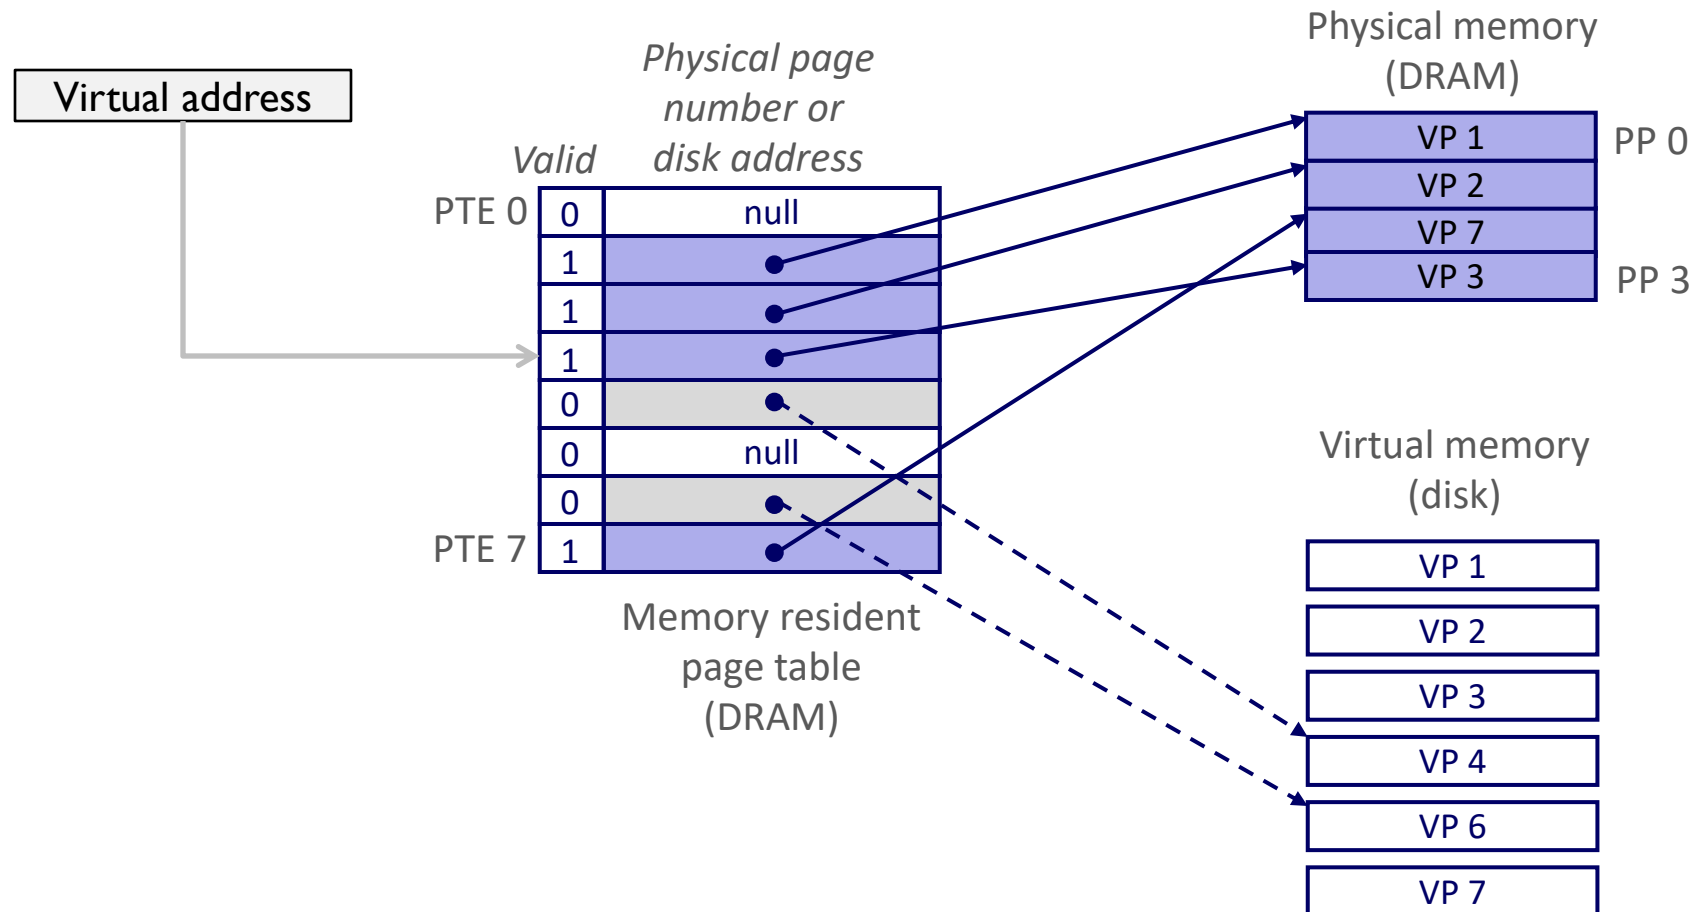 Virtual address
Physical page
number or
disk address
Valid
PTE 0
0
null
1
1
1
0
0
null
0
PTE 7
1
Memory resident
page table
(DRAM)
Physical memory
(DRAM)
VP 1
PP 0
VP 2
VP 7
VP 3
PP 3
Virtual memory
(disk)
VP 1
VP 2
VP 3
VP 4
VP 6
VP 7